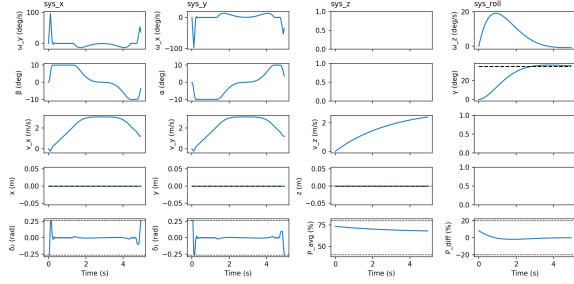 sys_x
sys_y
sys_z
sys_roll
ω_y (deg/s)
100
0
ω_x (deg/s)
0
−100
1.0
0.5
0.0
ω_z (deg/s)
20
0
β (deg)
10
0
−10
α (deg)
10
0
−10
1.0
0.5
0.0
γ (deg)
25
0
v_x (m/s)
2
0
v_y (m/s)
2
0
v_z (m/s)
2
0
1.0
0.5
0.0
x (m)
0.05
0.00
−0.05
y (m)
0.05
0.00
−0.05
z (m)
0.05
0.00
−0.05
1.0
0.5
0.0
(rad)
0.25
0.00
−0.25
(rad)
0.25
0.00
−0.25
P_avg (%)
75
50
P_diff (%)
20
0
−20
0 2 4
0 2 4
0 2 4
0 2 4
Time (s)
Time (s)
Time (s)
Time (s)